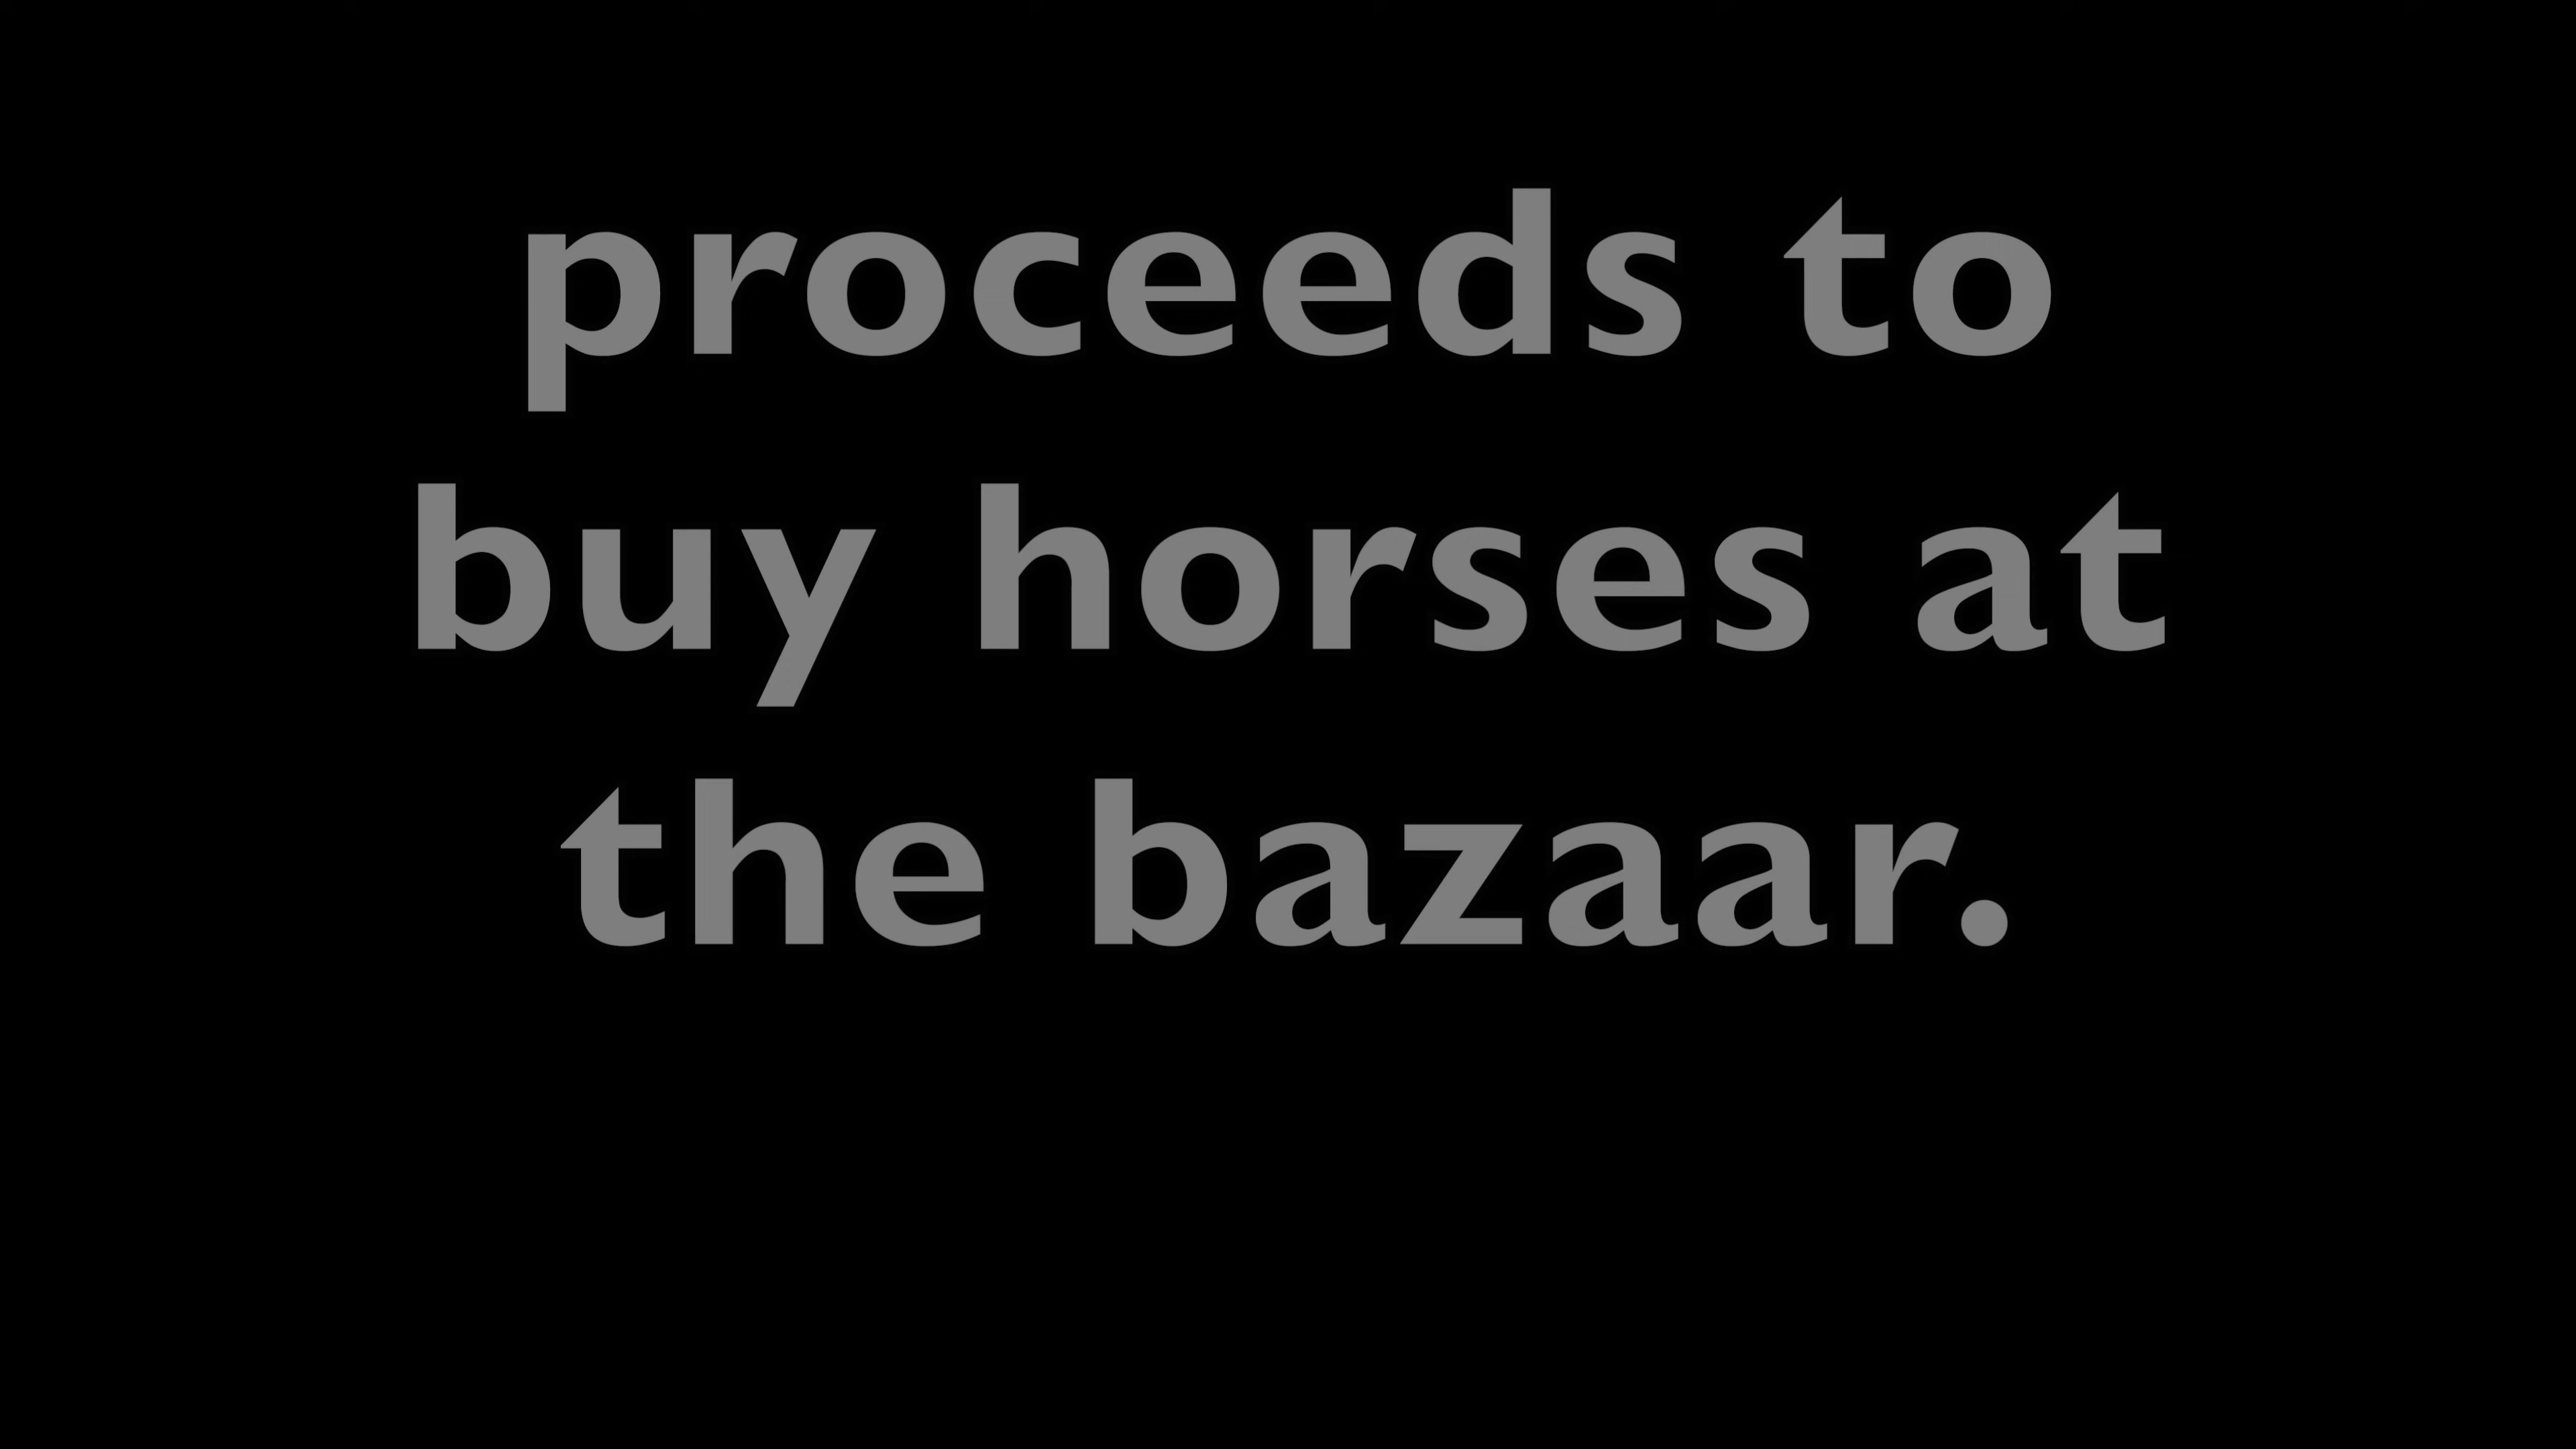 proceeds to
buy horses at
the bazaar.